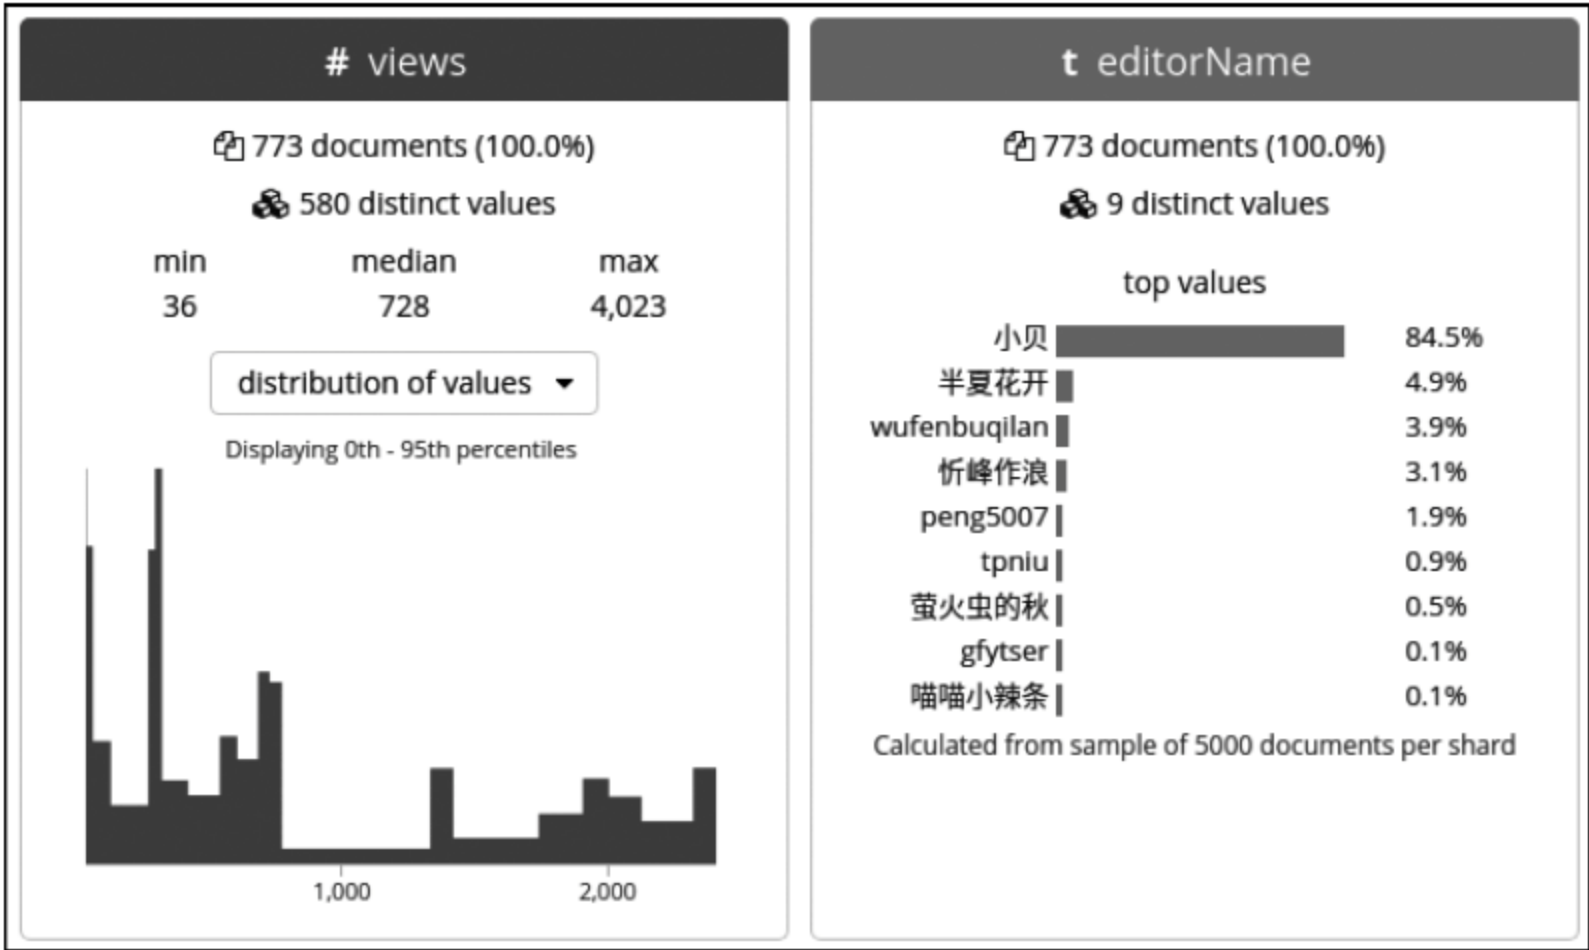 # views
773 documents (100.0%)
580 distinct values
min median max
36 728 4,023
distribution of values
Displaying 0th - 95th percentiles
1,000 2,000
t editorName
773 documents (100.0%)
9 distinct values
top values
小贝 84.5%
半夏花开 4.9%
wufenbuqilan 3.9%
忻峰作浪 3.1%
peng5007 1.9%
tpniu 0.9%
萤火虫的秋 0.5%
gfytser 0.1%
喵喵小辣条 0.1%
Calculated from sample of 5000 documents per shard